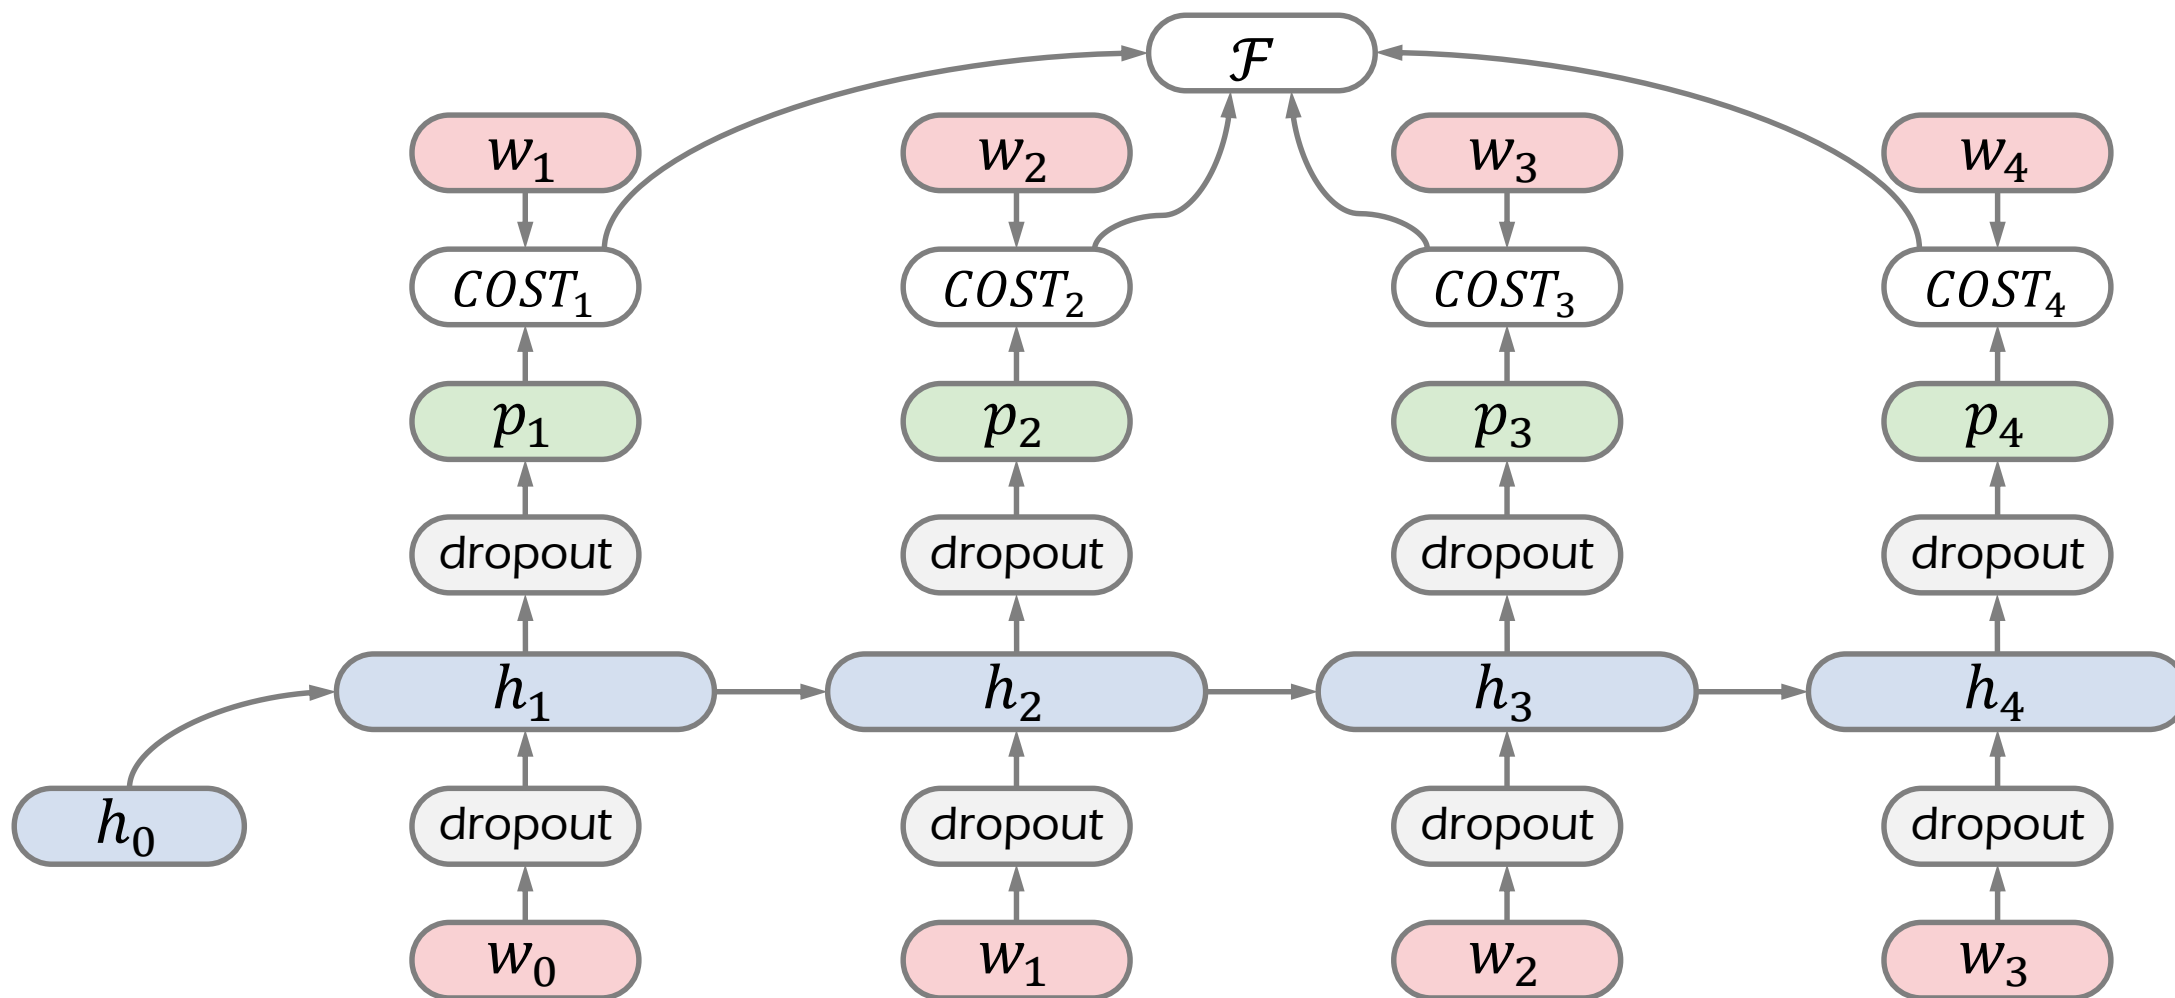 ℱ
w₁ w₂ w₃ w₄
COST₁ COST₂ COST₃ COST₄
p₁ p₂ p₃ p₄
dropout dropout dropout dropout
h₁ h₂ h₃ h₄
h₀ dropout dropout dropout dropout
w₀ w₁ w₂ w₃